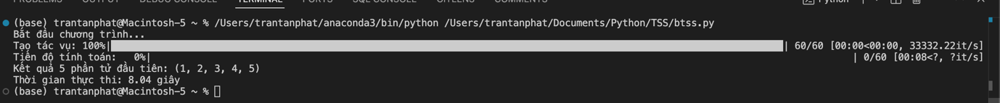 PROBLEMS OUTPUT DEBUG CONSOLE TERMINAL PORTS SQL CONSOLE GITLENS COMMENTS Python
(base) trantanphat@Macintosh-5 ~ % /Users/trantanphat/anaconda3/bin/python /Users/trantanphat/Documents/Python/TSS/btss.py
Bắt đầu chương trình...
Tạo tác vụ: 100%| | 60/60 [00:00<00:00, 33332.22it/s]
Tiến độ tính toán:   0%| | 0/60 [00:08<?, ?it/s]
Kết quả 5 phần tử đầu tiên: (1, 2, 3, 4, 5)
Thời gian thực thi: 8.04 giây
(base) trantanphat@Macintosh-5 ~ %